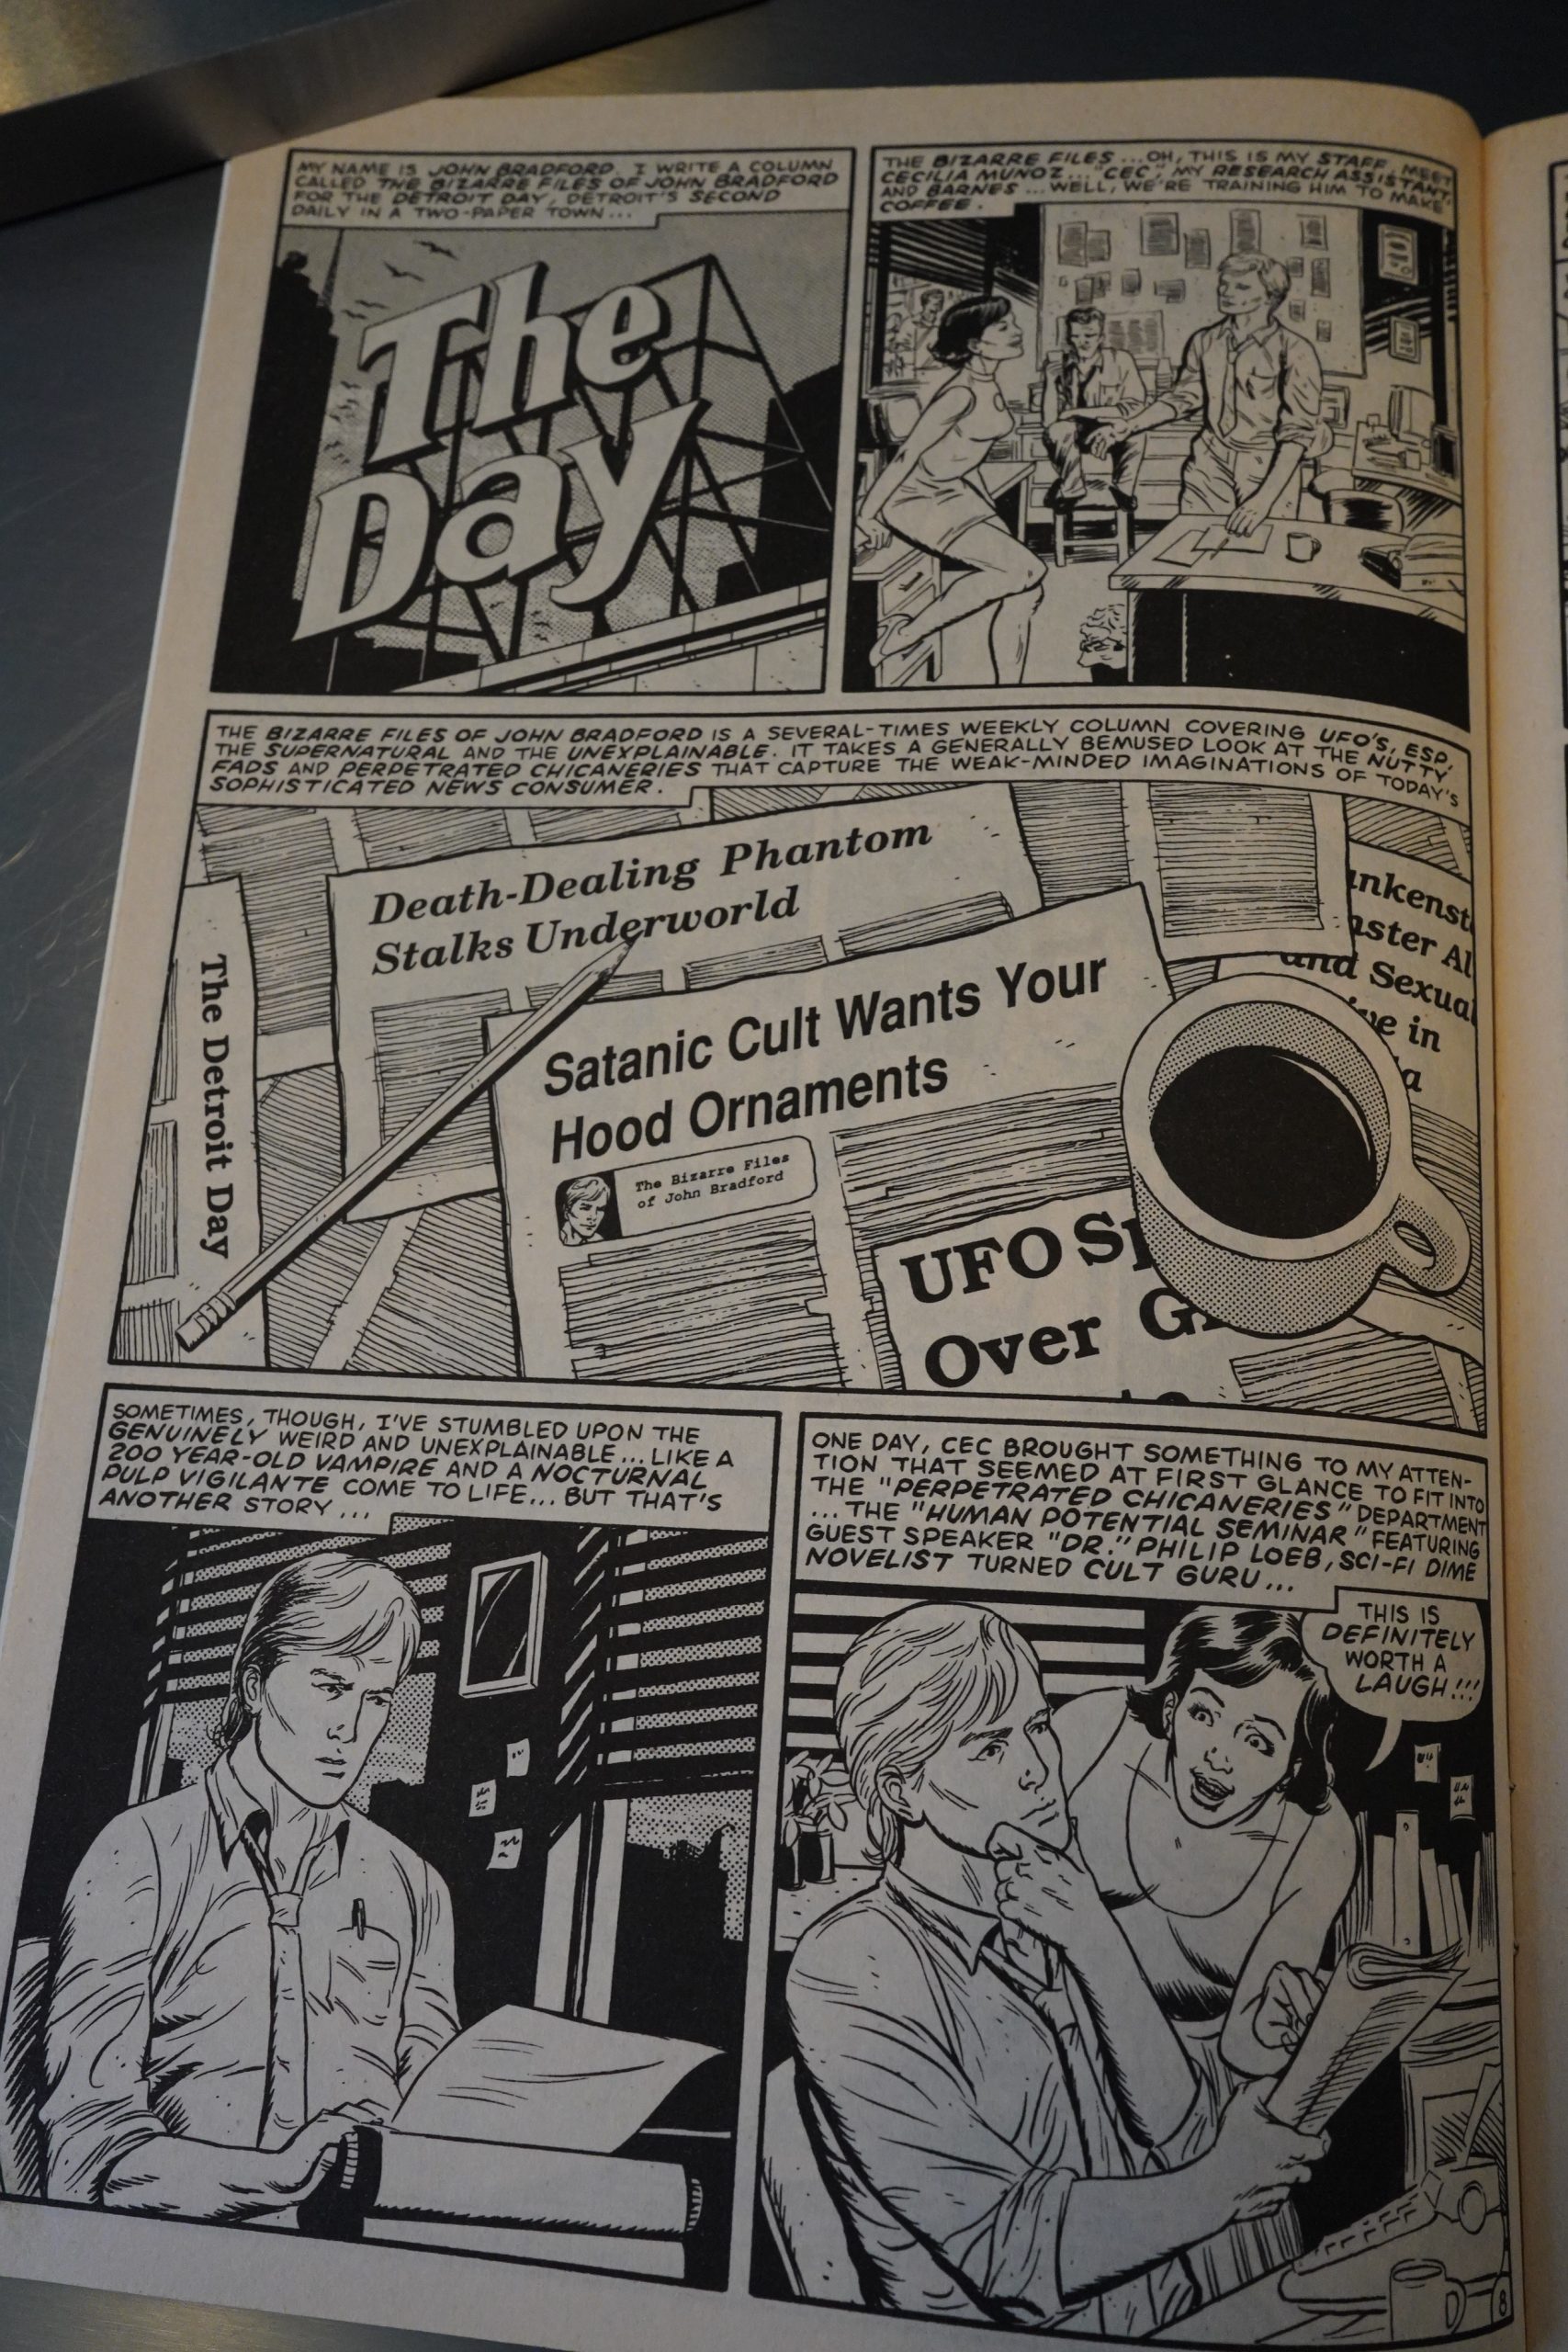 MY NAME IS JOHN BRADFORD. I WRITE A COLUMN
CALLED THE BIZARRE FILES OF JOHN BRADFORD
FOR THE DETROIT DAY, DETROIT'S SECOND
DAILY IN A TWO-PAPER TOWN...
The
Day
THE BIZARRE FILES ...OH, THIS IS MY STAFF, MEET
CECILIA MUNOZ... "CEC", MY RESEARCH ASSISTANT,
AND BARNES ... WELL, WE'RE TRAINING HIM TO MAKE
COFFEE.
THE BIZARRE FILES OF JOHN BRADFORD IS A SEVERAL-TIMES WEEKLY COLUMN COVERING UFO'S, ESP,
THE SUPERNATURAL AND THE UNEXPLAINABLE. IT TAKES A GENERALLY BEMUSED LOOK AT THE NUTTY
FADS AND PERPETRATED CHICANERIES THAT CAPTURE THE WEAK-MINDED IMAGINATIONS OF TODAY'S
SOPHISTICATED NEWS CONSUMER.
The Detroit Day
Death-Dealing Phantom
Stalks Underworld
Satanic Cult Wants Your
Hood Ornaments
The Bizarre Files
of John Bradford
UFO
Over
and Sexual
in
SOMETIMES, THOUGH, I'VE STUMBLED UPON THE
GENUINELY WEIRD AND UNEXPLAINABLE... LIKE A
200 YEAR-OLD VAMPIRE AND A NOCTURNAL
PULP VIGILANTE COME TO LIFE... BUT THAT'S
ANOTHER STORY ...
ONE DAY, CEC BROUGHT SOMETHING TO MY ATTEN-
TION THAT SEEMED AT FIRST GLANCE TO FIT INTO
THE "PERPETRATED CHICANERIES" DEPARTMENT
... THE "HUMAN POTENTIAL SEMINAR" FEATURING
GUEST SPEAKER "DR." PHILIP LOEB, SCI-FI DIME
NOVELIST TURNED CULT GURU...
THIS IS
DEFINITELY
WORTH A
LAUGH!!!
8